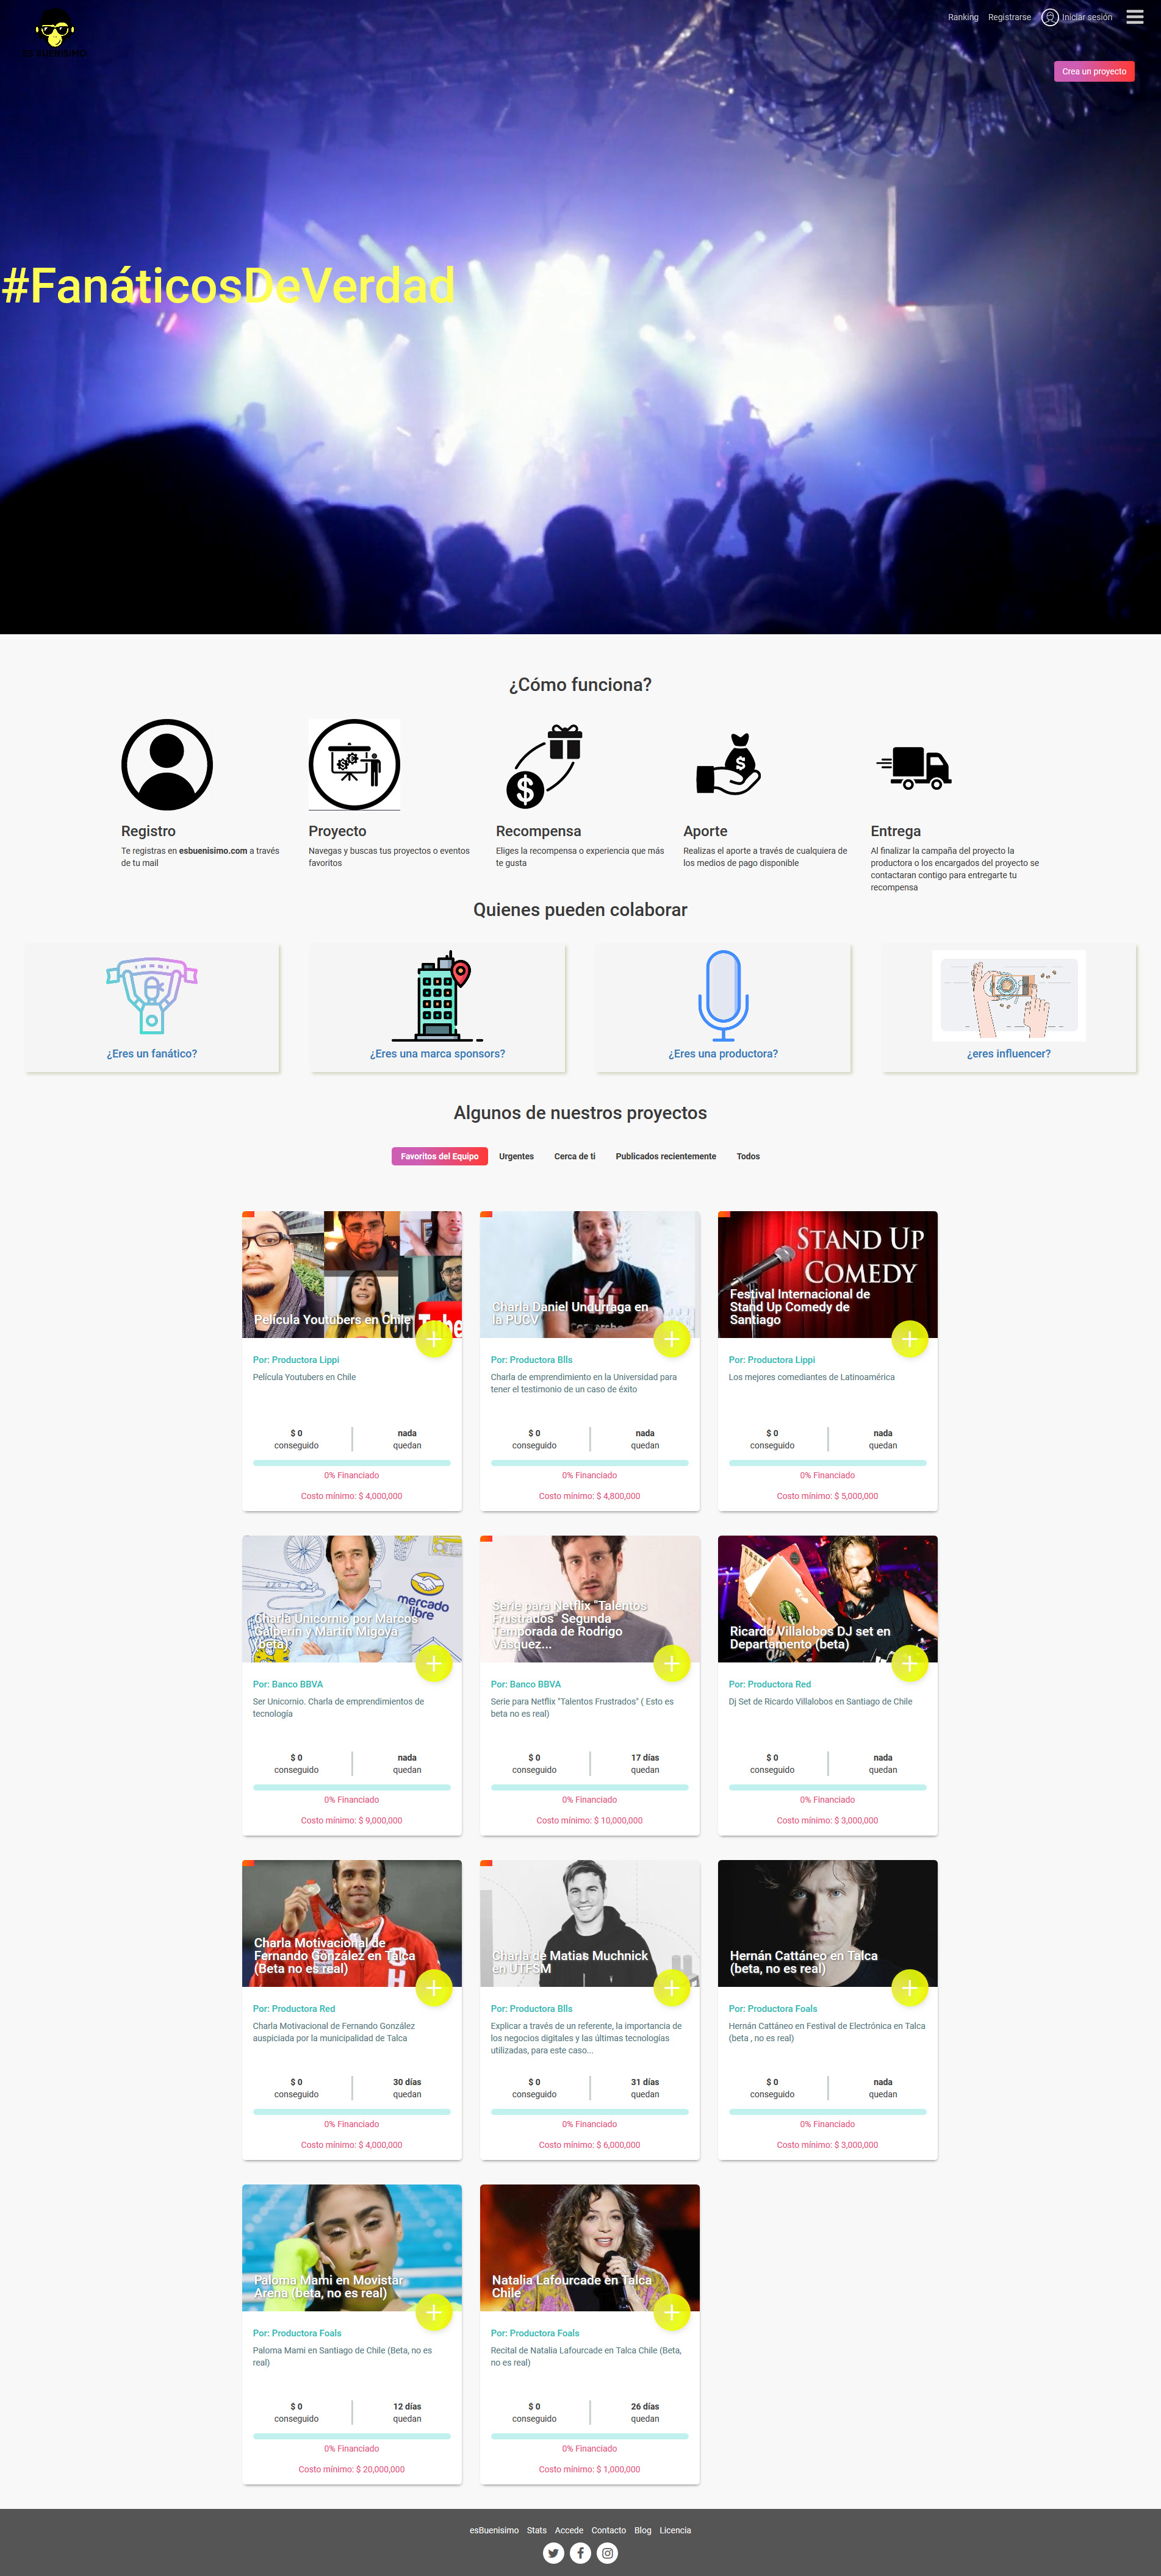 ES BUENISIMO
Ranking Registrarse Iniciar sesión
Crea un proyecto
#FanáticosDeVerdad
¿Cómo funciona?
Registro
Te registras en esbuenisimo.com a través
de tu mail
Proyecto
Navegas y buscas tus proyectos o eventos
favoritos
Recompensa
Eliges la recompensa o experiencia que más
te gusta
Aporte
Realizas el aporte a través de cualquiera de
los medios de pago disponible
Entrega
Al finalizar la campaña del proyecto la
productora o los encargados del proyecto se
contactaran contigo para entregarte tu
recompensa
Quienes pueden colaborar
¿Eres un fanático?
¿Eres una marca sponsors?
¿Eres una productora?
¿eres influencer?
Algunos de nuestros proyectos
Favoritos del Equipo Urgentes Cerca de ti Publicados recientemente Todos
Película Youtubers en Chile
Por: Productora Lippi
Película Youtubers en Chile
$ 0 nada
conseguido quedan
0% Financiado
Costo mínimo: $ 4,000,000
Charla Daniel Undurraga en
la PUCV
Por: Productora Blls
Charla de emprendimiento en la Universidad para
tener el testimonio de un caso de éxito
$ 0 nada
conseguido quedan
0% Financiado
Costo mínimo: $ 4,800,000
STAND UP
COMEDY
Festival Internacional de
Stand Up Comedy de
Santiago
Por: Productora Lippi
Los mejores comediantes de Latinoamérica
$ 0 nada
conseguido quedan
0% Financiado
Costo mínimo: $ 5,000,000
mercado
libre
Charla Unicornio por Marcos
Galperin y Martín Migoya
(beta)
Por: Banco BBVA
Ser Unicornio. Charla de emprendimientos de
tecnología
$ 0 nada
conseguido quedan
0% Financiado
Costo mínimo: $ 9,000,000
Serie para Netflix "Talentos
Frustrados" Segunda
Temporada de Rodrigo
Vásquez...
Por: Banco BBVA
Serie para Netflix "Talentos Frustrados" ( Esto es
beta no es real)
$ 0 17 días
conseguido quedan
0% Financiado
Costo mínimo: $ 10,000,000
Ricardo Villalobos DJ set en
Departamento (beta)
Por: Productora Red
Dj Set de Ricardo Villalobos en Santiago de Chile
$ 0 nada
conseguido quedan
0% Financiado
Costo mínimo: $ 3,000,000
Charla Motivacional de
Fernando González en Talca
(Beta no es real)
Por: Productora Red
Charla Motivacional de Fernando González
auspiciada por la municipalidad de Talca
$ 0 30 días
conseguido quedan
0% Financiado
Costo mínimo: $ 4,000,000
Charla de Matias Muchnick
en UTFSM
Por: Productora Blls
Explicar a través de un referente, la importancia de
los negocios digitales y las últimas tecnologías
utilizadas, para este caso...
$ 0 31 días
conseguido quedan
0% Financiado
Costo mínimo: $ 6,000,000
Hernán Cattáneo en Talca
(beta, no es real)
Por: Productora Foals
Hernán Cattáneo en Festival de Electrónica en Talca
(beta , no es real)
$ 0 nada
conseguido quedan
0% Financiado
Costo mínimo: $ 3,000,000
Paloma Mami en Movistar
Arena (beta, no es real)
Por: Productora Foals
Paloma Mami en Santiago de Chile (Beta, no es
real)
$ 0 12 días
conseguido quedan
0% Financiado
Costo mínimo: $ 20,000,000
Natalia Lafourcade en Talca
Chile
Por: Productora Foals
Recital de Natalia Lafourcade en Talca Chile (Beta,
no es real)
$ 0 26 días
conseguido quedan
0% Financiado
Costo mínimo: $ 1,000,000
esBuenisimo Stats Accede Contacto Blog Licencia